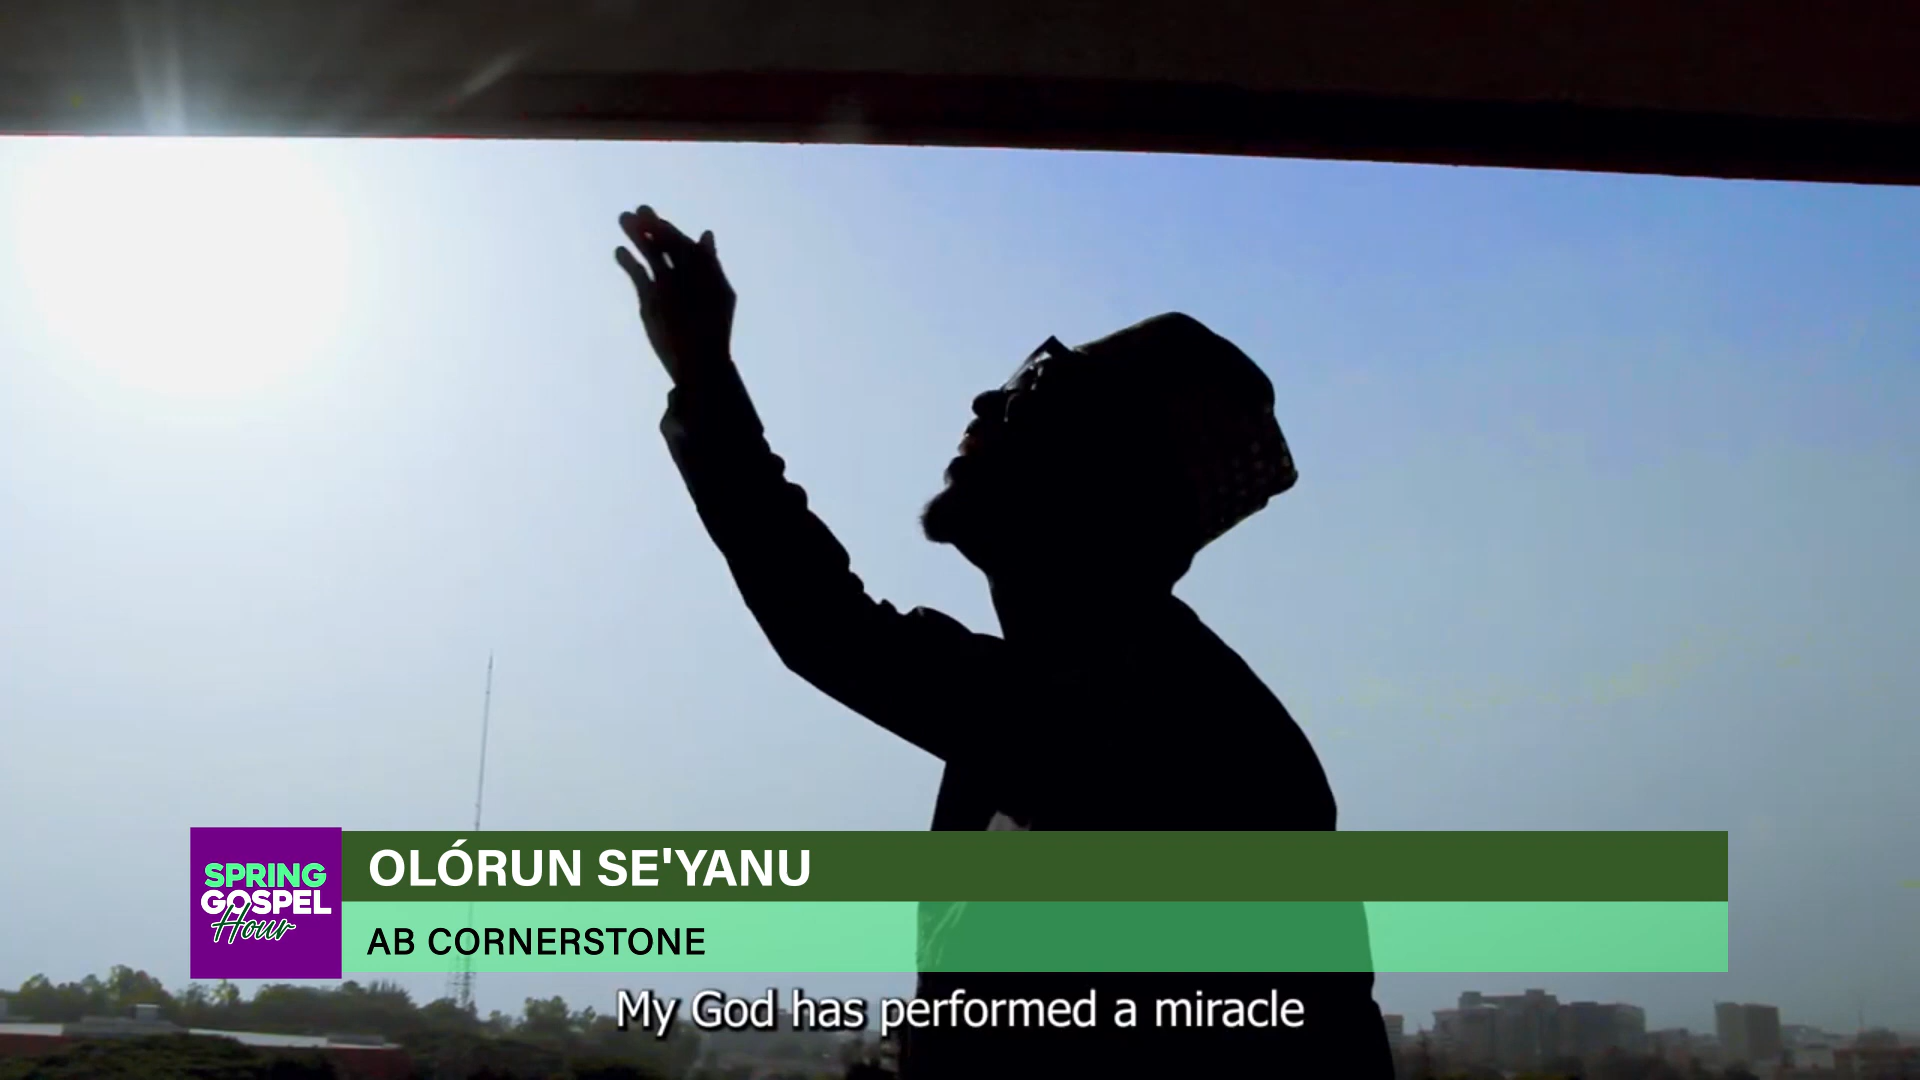 SPRING
GOSPEL
Hour
OLÓRUN SE'YANU
AB CORNERSTONE
My God has performed a miracle